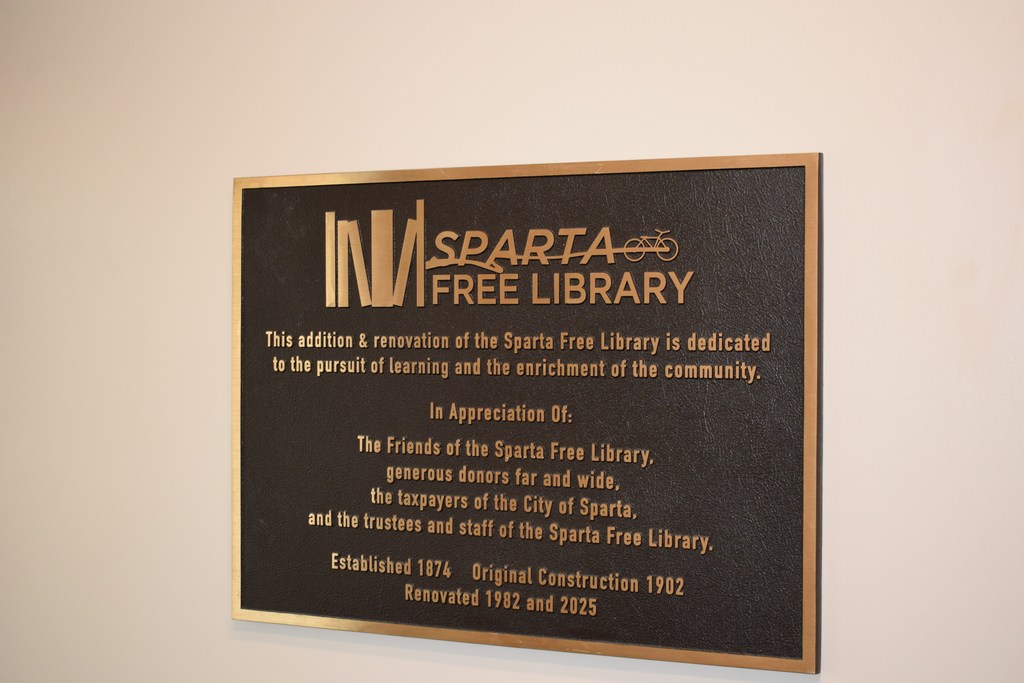 SPARTA
FREE LIBRARY
This addition & renovation of the Sparta Free Library is dedicated
to the pursuit of learning and the enrichment of the community.
In Appreciation Of:
The Friends of the Sparta Free Library,
generous donors far and wide,
the taxpayers of the City of Sparta,
and the trustees and staff of the Sparta Free Library.
Established 1874 Original Construction 1902
Renovated 1982 and 2025